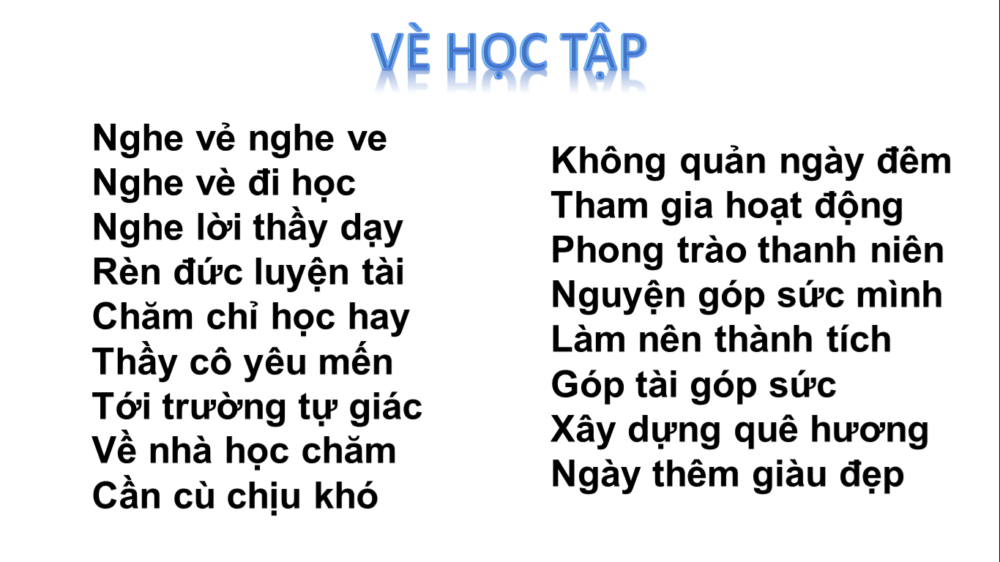 VÈ HỌC TẬP
Nghe vẻ nghe ve
Nghe vè đi học
Nghe lời thầy dạy
Rèn đức luyện tài
Chăm chỉ học hay
Thầy cô yêu mến
Tới trường tự giác
Về nhà học chăm
Cần cù chịu khó
Không quản ngày đêm
Tham gia hoạt động
Phong trào thanh niên
Nguyện góp sức mình
Làm nên thành tích
Góp tài góp sức
Xây dựng quê hương
Ngày thêm giàu đẹp